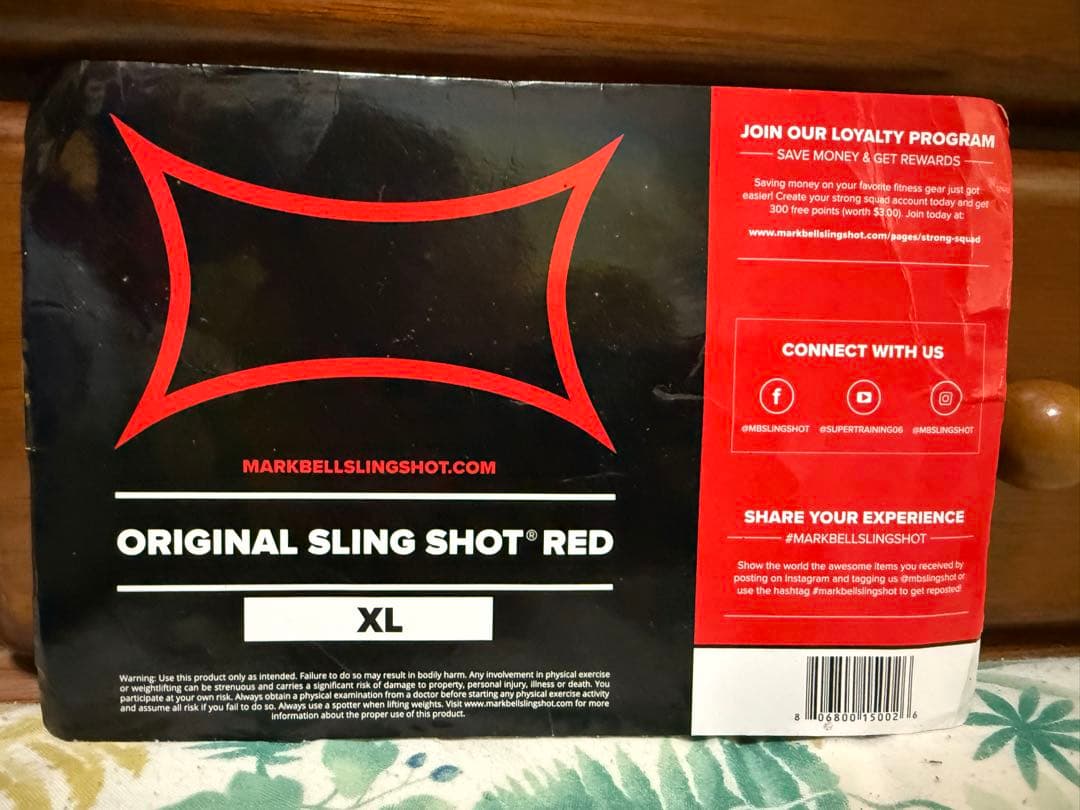 MARKBELLSLINGSHOT.COM
ORIGINAL SLING SHOT® RED
XL
Warning: Use this product only as intended. Failure to do so may result in bodily harm. Any involvement in physical exercise
or weightlifting can be strenuous and carries a significant risk of damage to property, personal injury, illness or death. You
participate at your own risk. Always obtain a physical examination from a doctor before starting any physical exercise activity
and assume all risk if you fail to do so. Always use a spotter when lifting weights. Visit www.markbellslingshot.com for more
information about the proper use of this product.
JOIN OUR LOYALTY PROGRAM
SAVE MONEY & GET REWARDS
Saving money on your favorite fitness gear just got
easier! Create your strong squad account today and get
300 free points (worth $3.00). Join today at:
www.markbellslingshot.com/pages/strong-squad
CONNECT WITH US
@MBSLINGSHOT @SUPERTRAINING06 @MBSLINGSHOT
SHARE YOUR EXPERIENCE
#MARKBELLSLINGSHOT
Show the world the awesome items you received by
posting on instagram and tagging us @mbslingshot or
use the hashtag #markbellslingshot to get reposted!
8 06800 15002 6